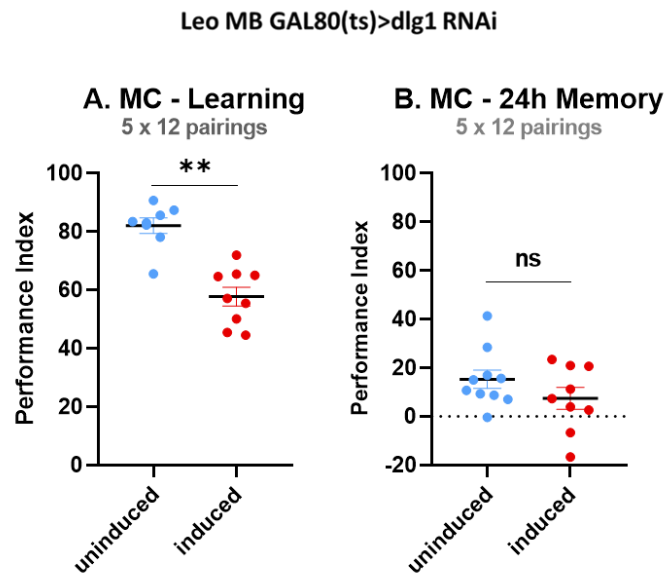 Leo MB GAL80(ts)>dlg1 RNAi
A. MC - Learning
5 x 12 pairings
Performance Index
100
80
60
40
20
0
**
uninduced
induced
B. MC - 24h Memory
5 x 12 pairings
Performance Index
100
80
60
40
20
0
-20
ns
uninduced
induced